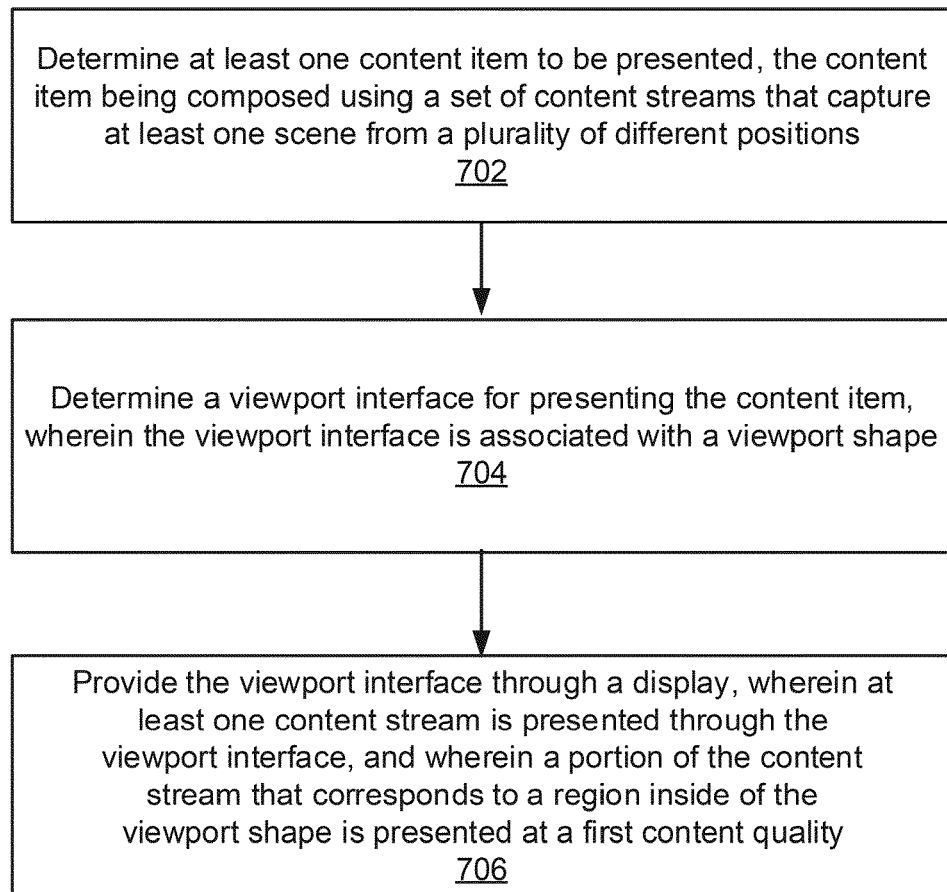 Determine at least one content item to be presented, the content
item being composed using a set of content streams that capture
at least one scene from a plurality of different positions
702
Determine a viewport interface for presenting the content item,
wherein the viewport interface is associated with a viewport shape
704
Provide the viewport interface through a display, wherein at
least one content stream is presented through the
viewport interface, and wherein a portion of the content
stream that corresponds to a region inside of the
viewport shape is presented at a first content quality
706